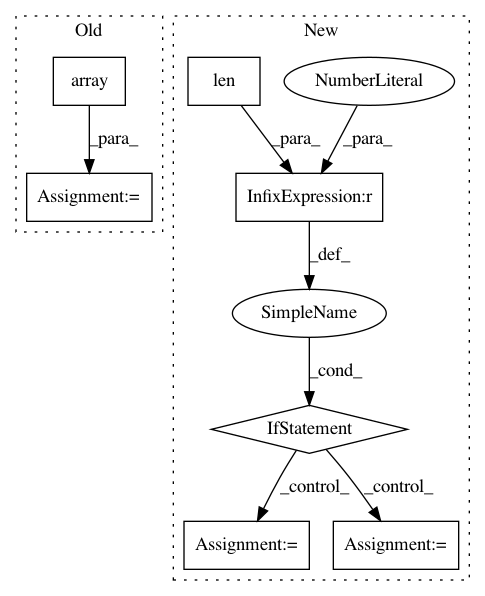 Old
New
array
len
NumberLiteral
_para_
_para_
_para_
Assignment:=
InfixExpression:r
_def_
SimpleName
_cond_
IfStatement
_control_
_control_
Assignment:=
Assignment:=